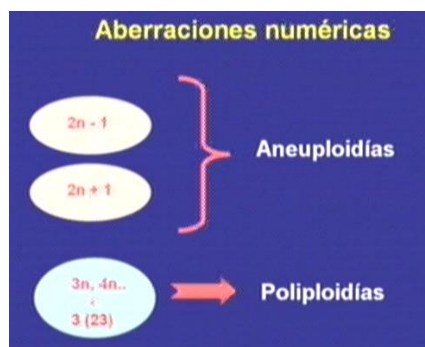 Aberraciones numéricas
2n - 1
2n + 1
Aneuploidías
3n, 4n..
3 (23)
Poliploidías